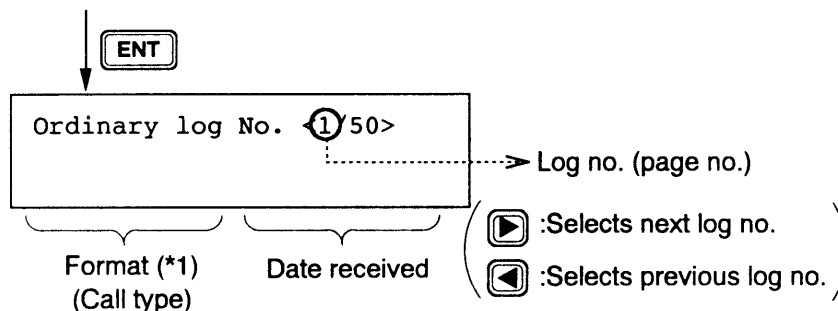 ENT
Ordinary log No. <1/50>
Log no. (page no.)
:Selects next log no.
:Selects previous log no.
Format (*1)
(Call type)
Date received